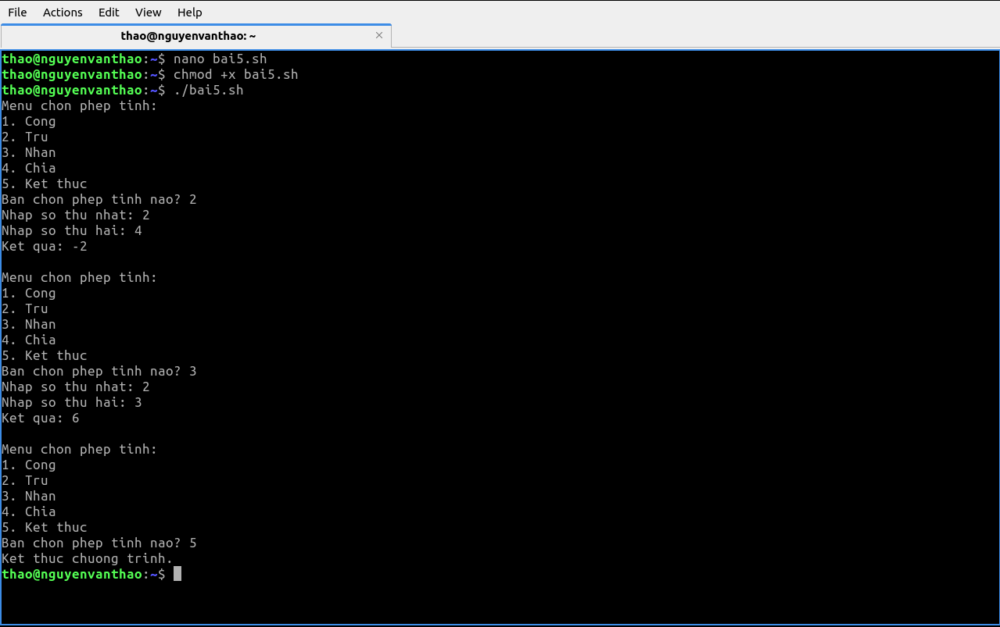 File Actions Edit View Help
thao@nguyenvanthao: ~ ×
thao@nguyenvanthao:~$ nano bai5.sh
thao@nguyenvanthao:~$ chmod +x bai5.sh
thao@nguyenvanthao:~$ ./bai5.sh
Menu chon phep tinh:
1. Cong
2. Tru
3. Nhan
4. Chia
5. Ket thuc
Ban chon phep tinh nao? 2
Nhap so thu nhat: 2
Nhap so thu hai: 4
Ket qua: -2

Menu chon phep tinh:
1. Cong
2. Tru
3. Nhan
4. Chia
5. Ket thuc
Ban chon phep tinh nao? 3
Nhap so thu nhat: 2
Nhap so thu hai: 3
Ket qua: 6

Menu chon phep tinh:
1. Cong
2. Tru
3. Nhan
4. Chia
5. Ket thuc
Ban chon phep tinh nao? 5
Ket thuc chuong trinh.
thao@nguyenvanthao:~$